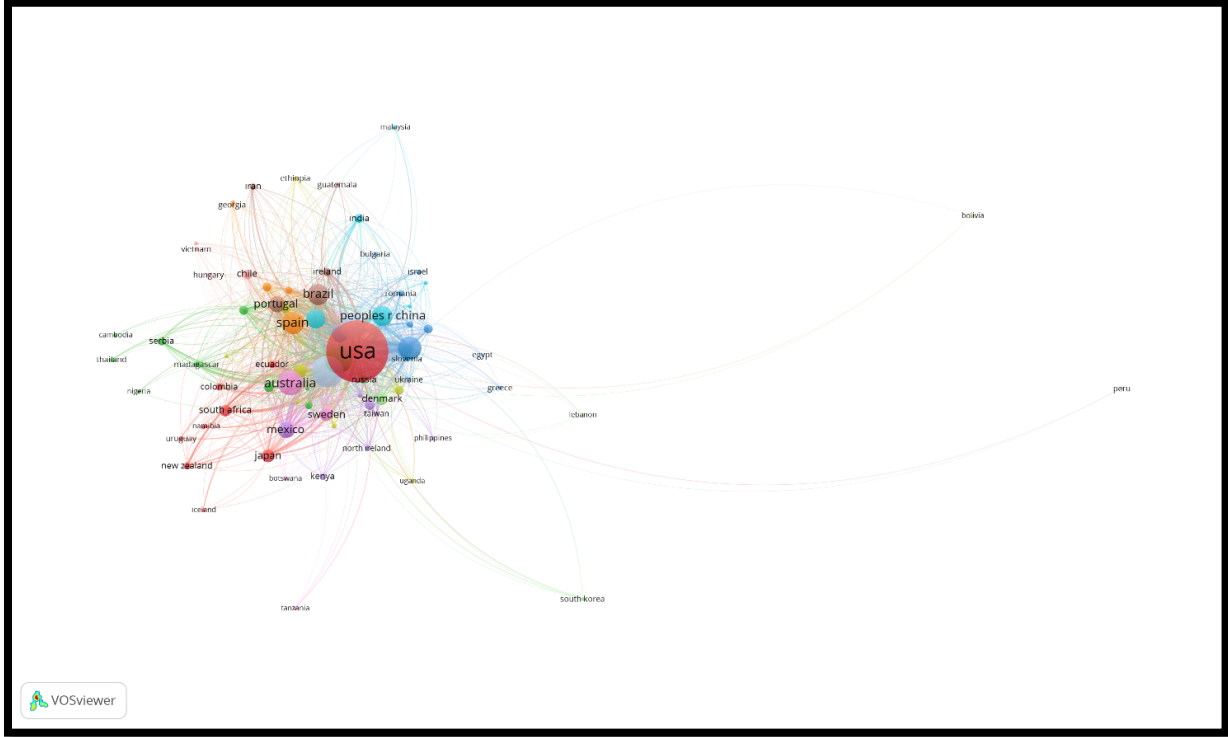 malaysia
ethiopia
iran
guatemala
georgia
bolivia
india
vietnam
bulgaria
hungary
chile
ireland
israel
brazil
romania
portugal
peoples r china
spain
cambodia
serbia
usa
egypt
thailand
madagascar
ecuador
slovenia
russia
ukraine
australia
colombia
greece
peru
nigeria
denmark
south africa
sweden
taiwan
lebanon
namibia
mexico
uruguay
philippines
north ireland
japan
new zealand
botswana
kenya
uganda
iceland
south korea
tanzania
VOSviewer